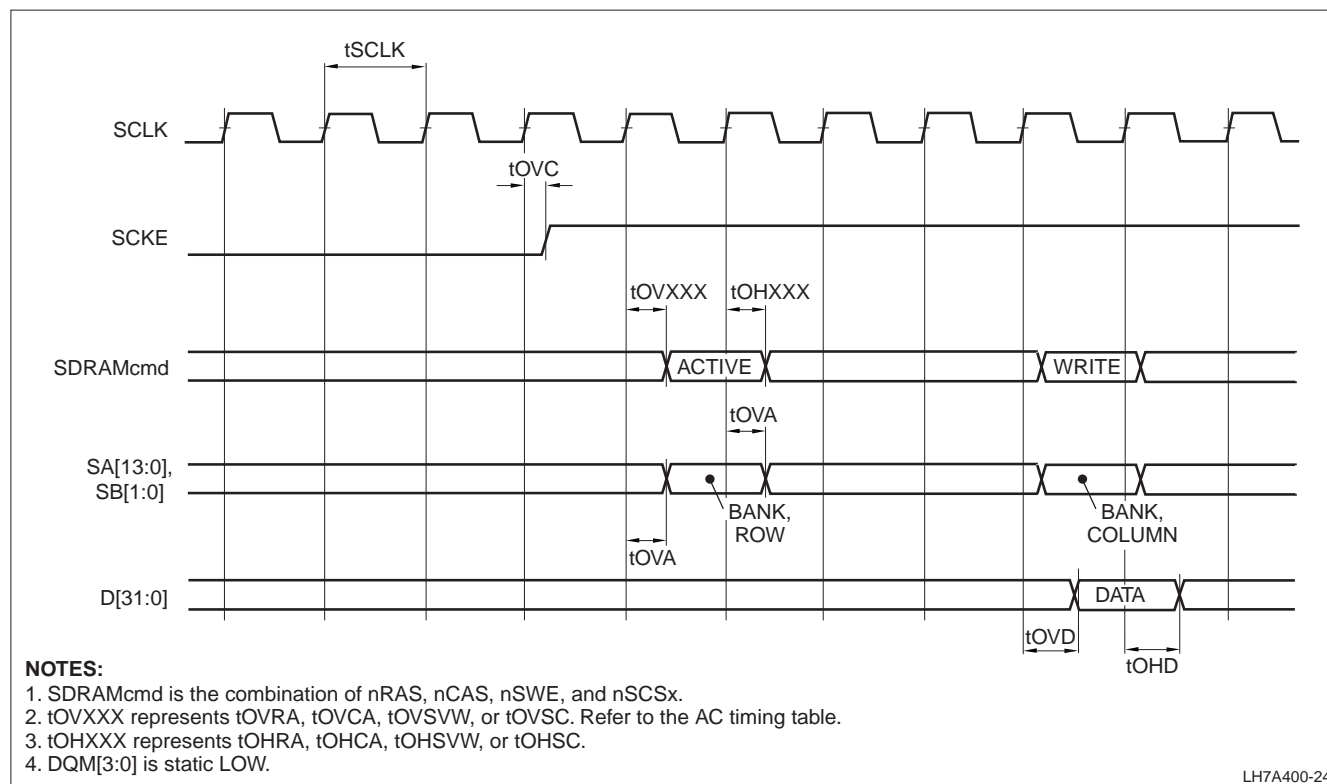 tSCLK
SCLK
tOVC
SCKE
tOVXXX tOHXXX
SDRAMcmd ACTIVE WRITE
tOVA
SA[13:0],
SB[1:0]
BANK,
ROW
BANK,
COLUMN
tOVA
D[31:0] DATA
tOVD
tOHD
NOTES:
1. SDRAMcmd is the combination of nRAS, nCAS, nSWE, and nSCSx.
2. tOVXXX represents tOVRA, tOVCA, tOVSVW, or tOVSC. Refer to the AC timing table.
3. tOHXXX represents tOHRA, tOHCA, tOHSVW, or tOHSC.
4. DQM[3:0] is static LOW.
LH7A400-24